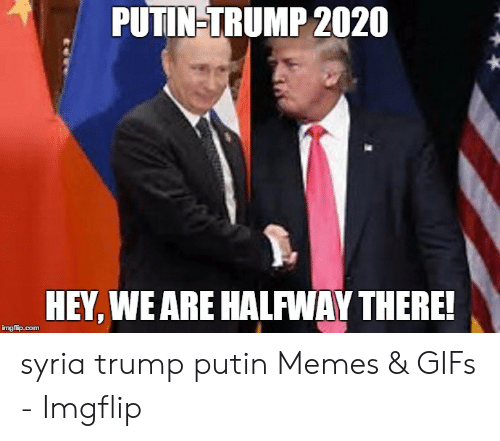 PUTIN-TRUMP 2020
HEY, WE ARE HALFWAY THERE!
imgflip.com
syria trump putin Memes & GIFs
- Imgflip